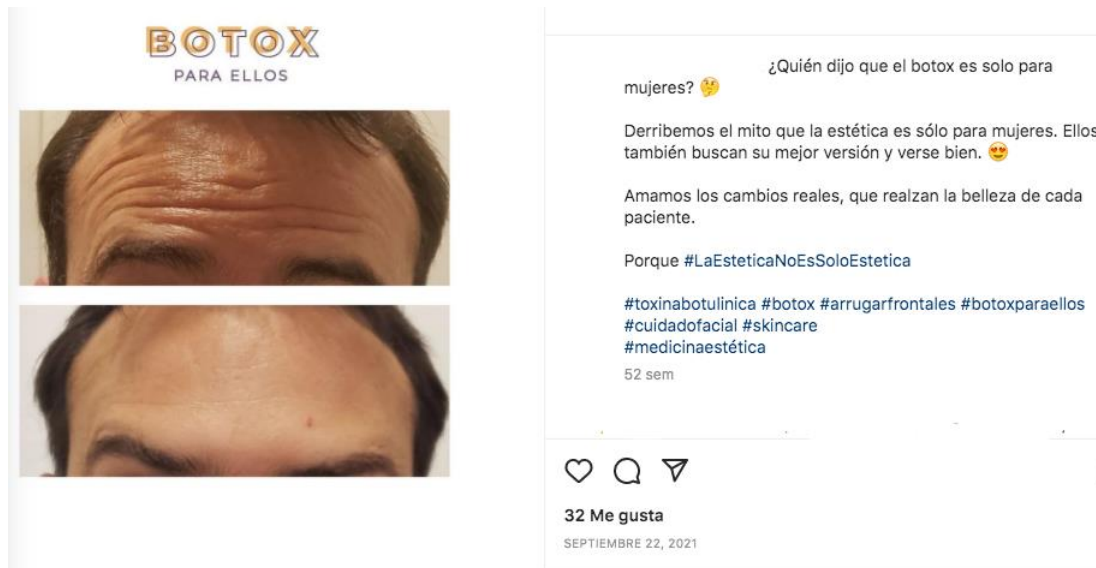 BOTOX
PARA ELLOS
¿Quién dijo que el botox es solo para
mujeres? 🤔
Derribemos el mito que la estética es sólo para mujeres. Ellos
también buscan su mejor versión y verse bien. 😍
Amamos los cambios reales, que realzan la belleza de cada
paciente.
Porque #LaEsteticaNoEsSoloEstetica
#toxinabotulinica #botox #arrugarfrontales #botoxparaellos
#cuidadofacial #skincare
#medicinaestética
52 sem
32 Me gusta
SEPTIEMBRE 22, 2021